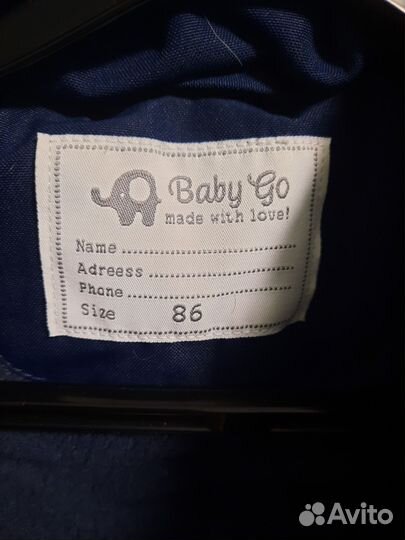 Baby Go
made with love!
Name
Adreess
Phone
Size 86
Avito